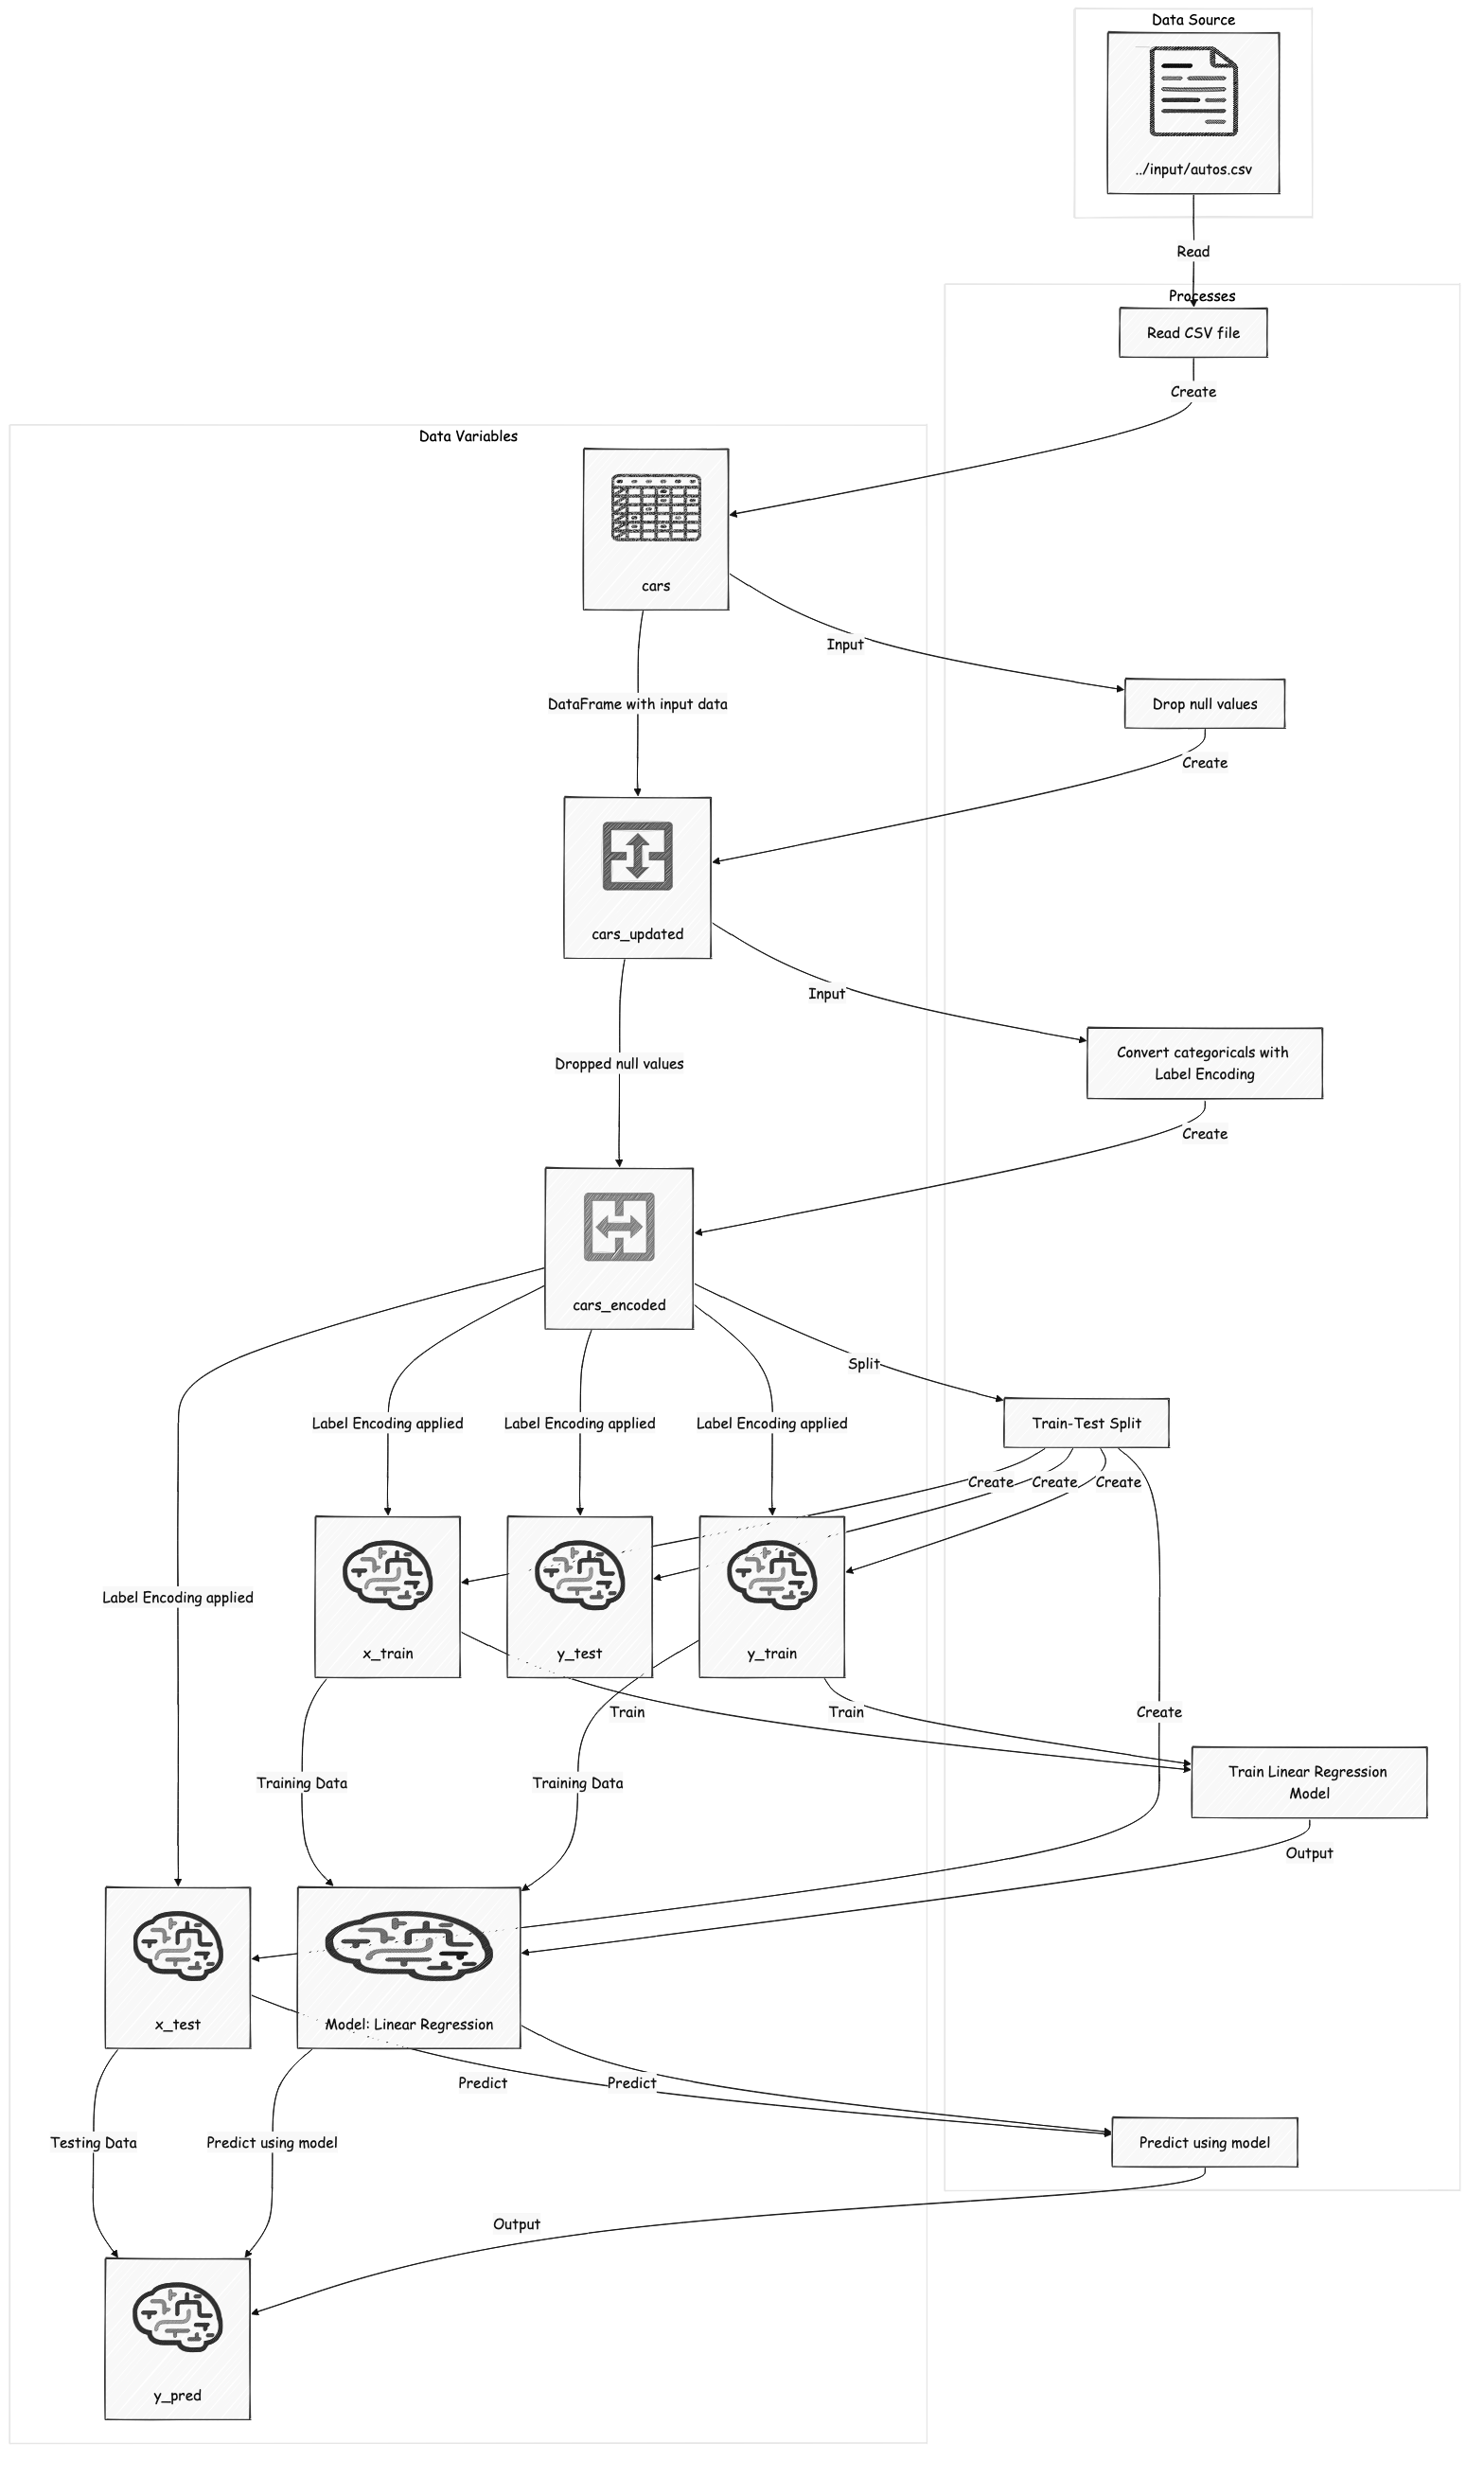 Data Source
../input/autos.csv
Read
Processes
Read CSV file
Create
Data Variables
cars
Input
DataFrame with input data
Drop null values
Create
cars_updated
Input
Dropped null values
Convert categoricals with
Label Encoding
Create
cars_encoded
Split
Label Encoding applied
Label Encoding applied
Label Encoding applied
Train-Test Split
Create
Create
Create
Label Encoding applied
x_train
y_test
y_train
Train
Train
Create
Training Data
Training Data
Train Linear Regression
Model
Output
x_test
Model: Linear Regression
Predict
Predict
Testing Data
Predict using model
Predict using model
Output
y_pred